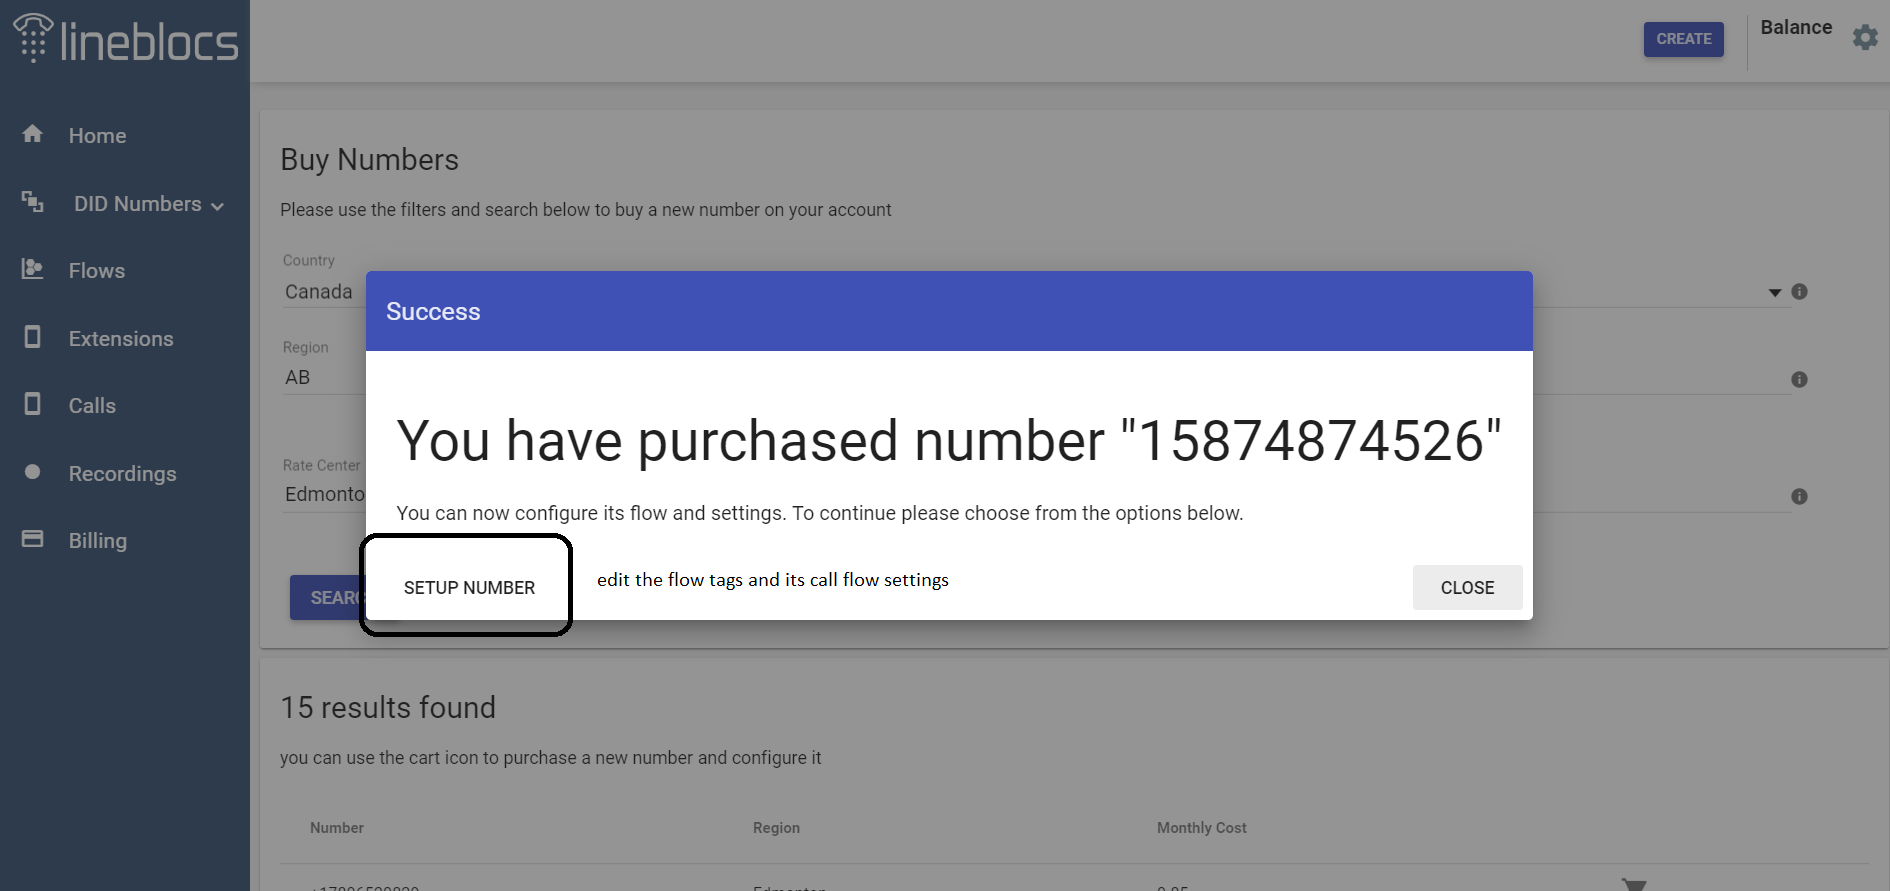 lineblocs
CREATE
Balance
Home
DID Numbers
Flows
Extensions
Calls
Recordings
Billing
Buy Numbers
Please use the filters and search below to buy a new number on your account
Country
Canada
Region
AB
Rate Center
Edmonto
SEARC
Success
You have purchased number "15874874526"
You can now configure its flow and settings. To continue please choose from the options below.
SETUP NUMBER
edit the flow tags and its call flow settings
CLOSE
15 results found
you can use the cart icon to purchase a new number and configure it
Number Region Monthly Cost